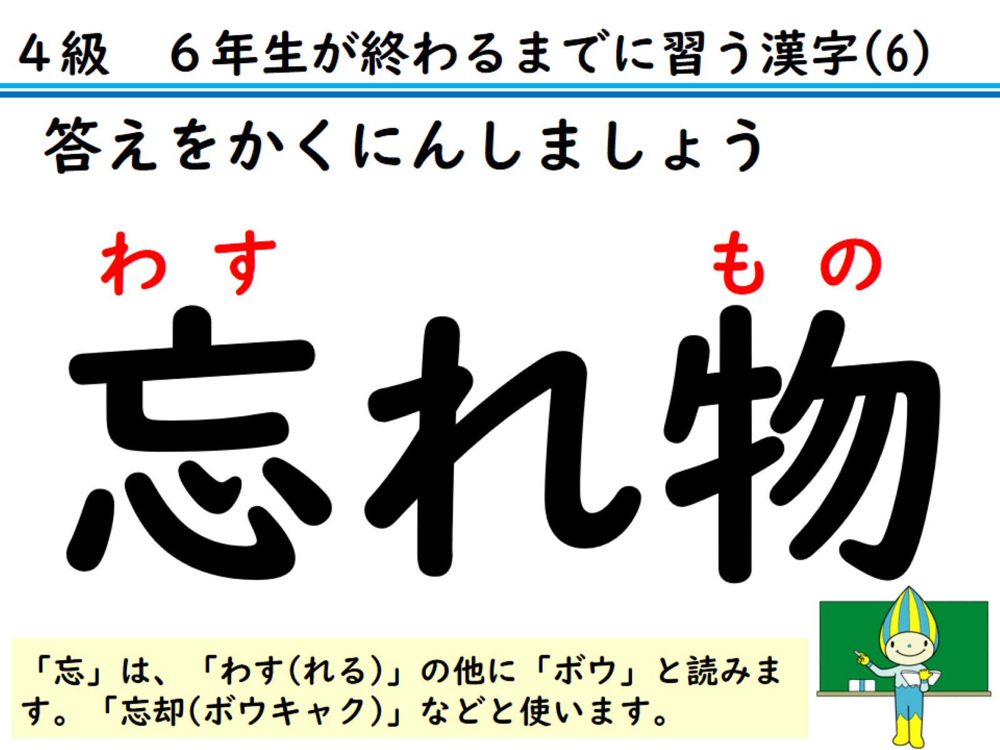 ４級　６年生が終わるまでに習う漢字(6)
答えをかくにんしましょう
わす　もの
忘れ物
「忘」は、「わす(れる)」の他に「ボウ」と読みま
す。「忘却(ボウキャク)」などと使います。